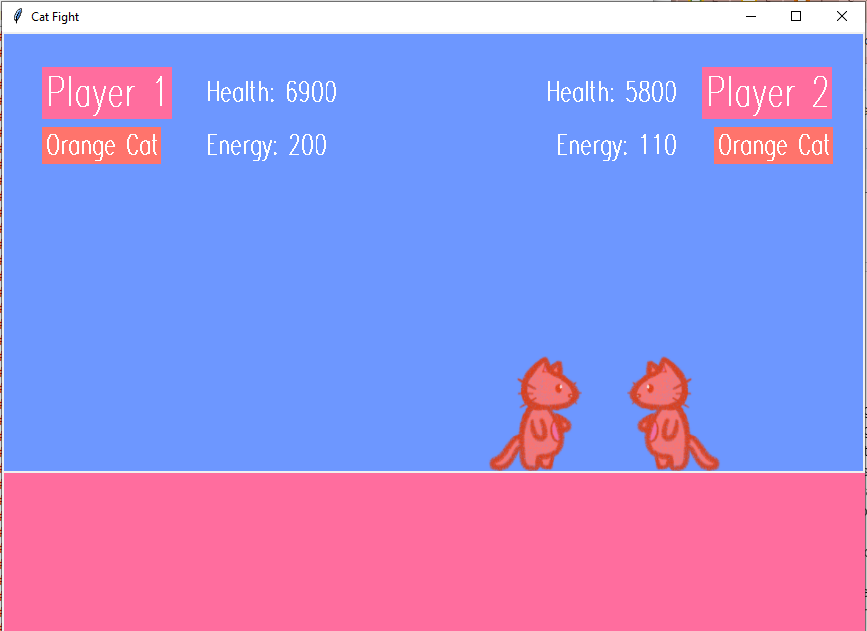 Cat Fight
Player 1 Health: 6900 Health: 5800 Player 2
Orange Cat Energy: 200 Energy: 110 Orange Cat